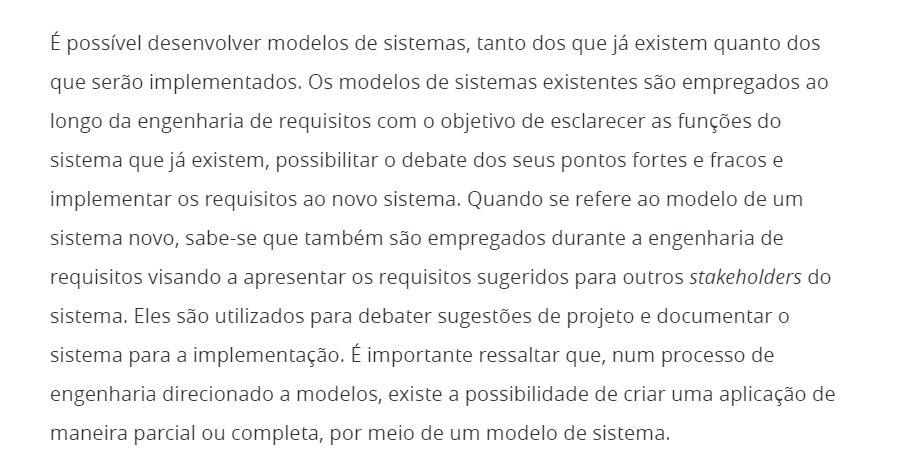 É possível desenvolver modelos de sistemas, tanto dos que já existem quanto dos
que serão implementados. Os modelos de sistemas existentes são empregados ao
longo da engenharia de requisitos com o objetivo de esclarecer as funções do
sistema que já existem, possibilitar o debate dos seus pontos fortes e fracos e
implementar os requisitos ao novo sistema. Quando se refere ao modelo de um
sistema novo, sabe-se que também são empregados durante a engenharia de
requisitos visando a apresentar os requisitos sugeridos para outros stakeholders do
sistema. Eles são utilizados para debater sugestões de projeto e documentar o
sistema para a implementação. É importante ressaltar que, num processo de
engenharia direcionado a modelos, existe a possibilidade de criar uma aplicação de
maneira parcial ou completa, por meio de um modelo de sistema.